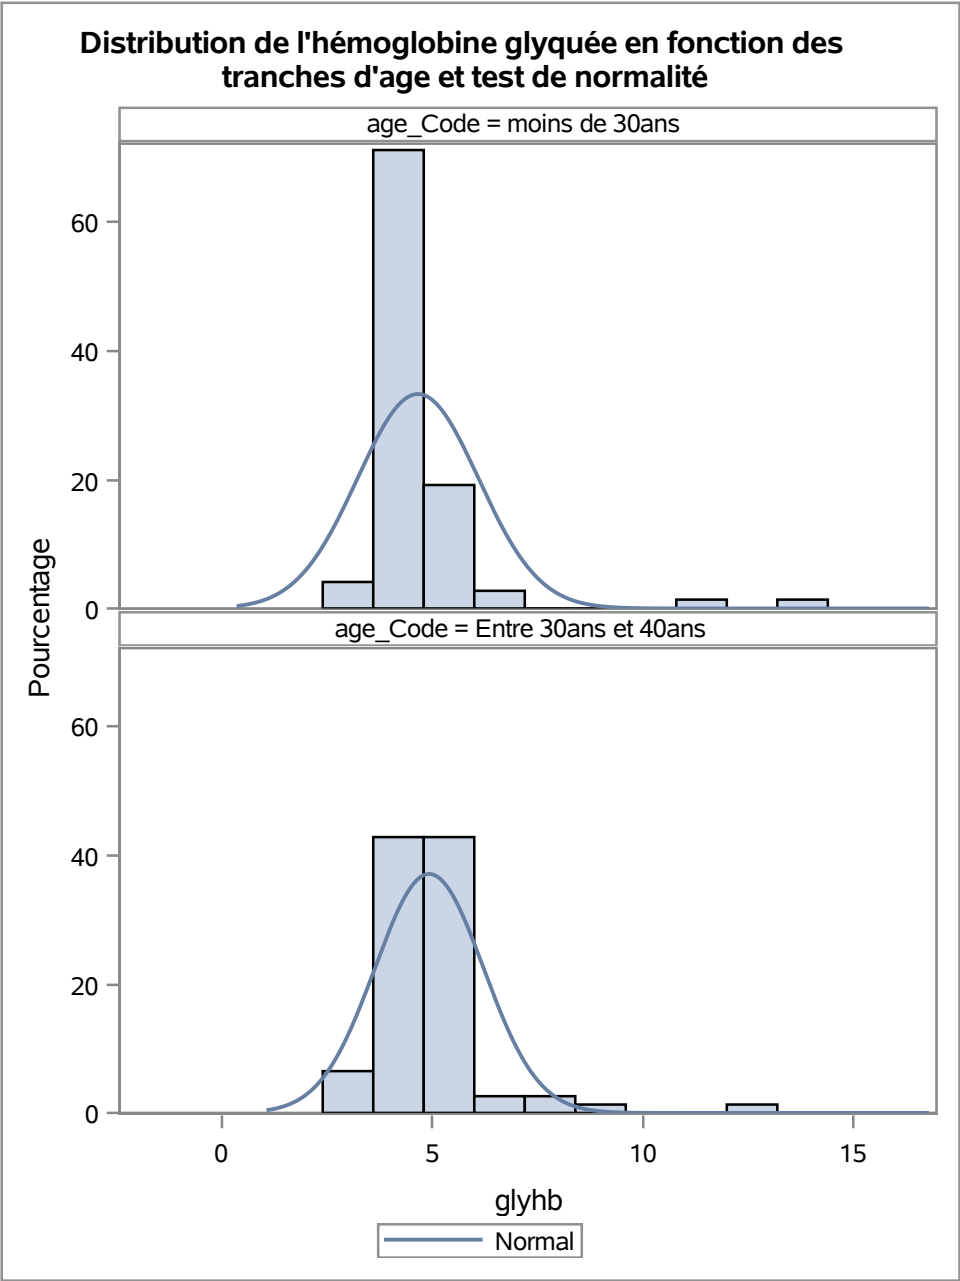 Distribution de l'hémoglobine glyquée en fonction des
tranches d'age et test de normalité
age_Code = moins de 30ans
60
40
20
0
age_Code = Entre 30ans et 40ans
Pourcentage
60
40
20
0
0 5 10 15
glyhb
Normal